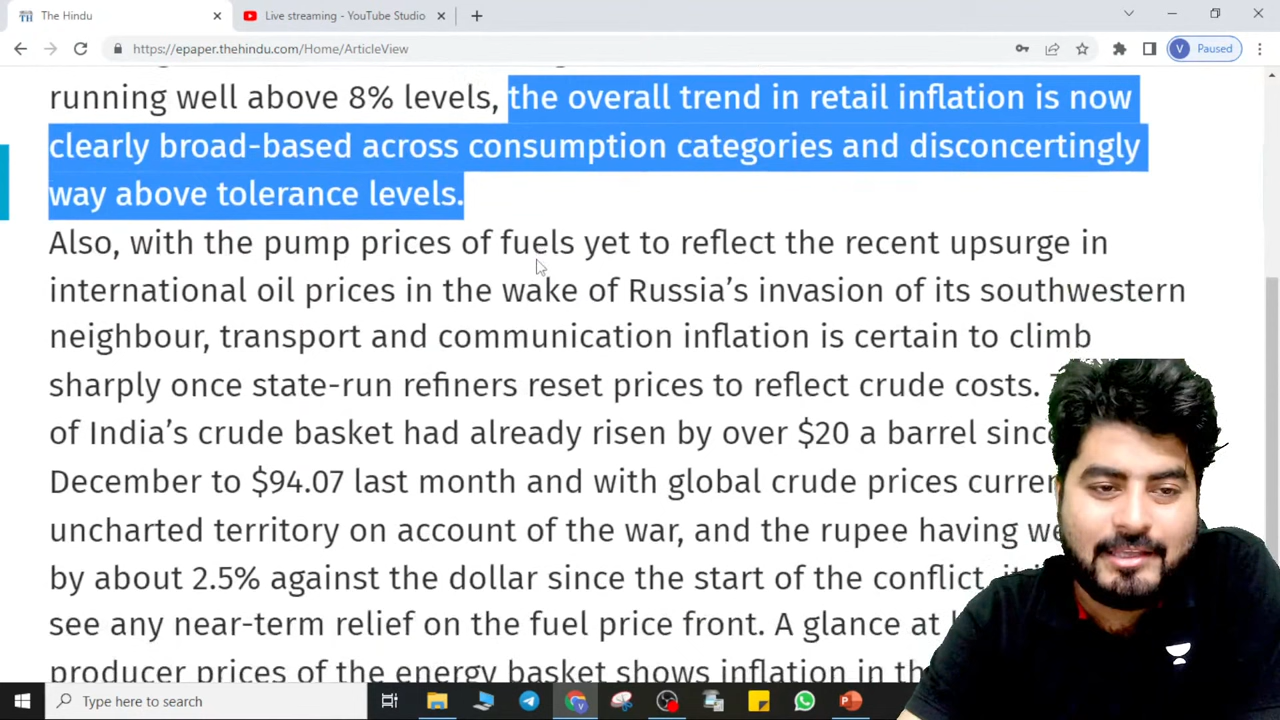 The Hindu
Live streaming - YouTube Studio
https://epaper.thehindu.com/Home/ArticleView
V Paused
running well above 8% levels, the overall trend in retail inflation is now
clearly broad-based across consumption categories and disconcertingly
way above tolerance levels.
Also, with the pump prices of fuels yet to reflect the recent upsurge in
international oil prices in the wake of Russia’s invasion of its southwestern
neighbour, transport and communication inflation is certain to climb
sharply once state-run refiners reset prices to reflect crude costs.
of India’s crude basket had already risen by over $20 a barrel since
December to $94.07 last month and with global crude prices
uncharted territory on account of the war, and the rupee having
by about 2.5% against the dollar since the start of the conflict,
see any near-term relief on the fuel price front. A glance at
producer prices of the energy basket shows inflation in
Type here to search